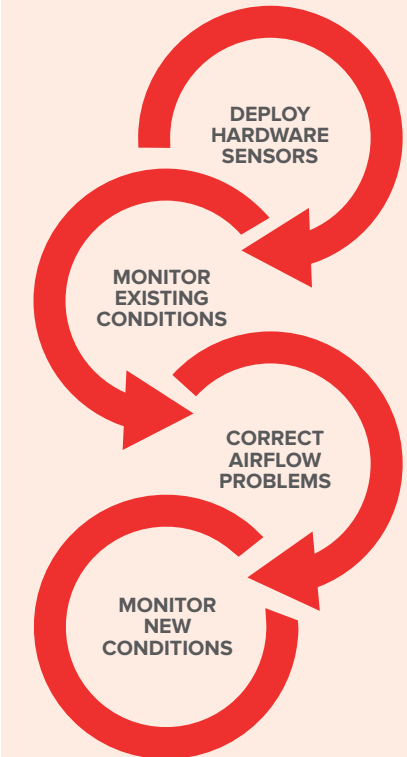 DEPLOY
HARDWARE
SENSORS
MONITOR
EXISTING
CONDITIONS
CORRECT
AIRFLOW
PROBLEMS
MONITOR
NEW
CONDITIONS